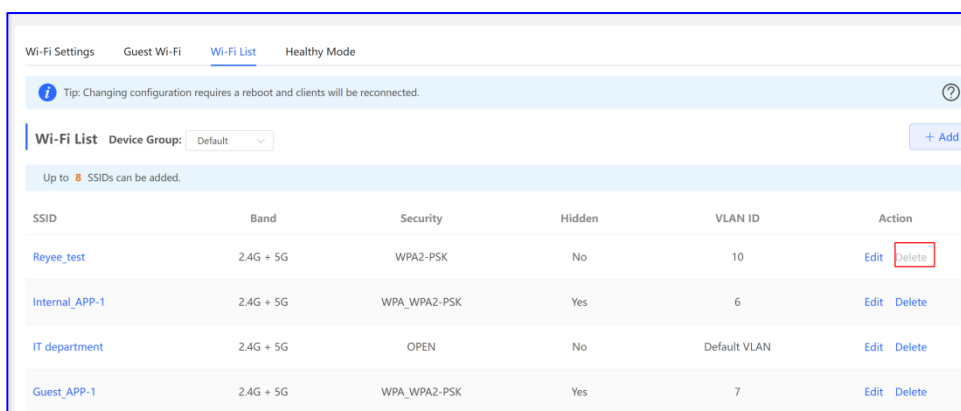 Wi-Fi Settings Guest Wi-Fi Wi-Fi List Healthy Mode
Tip: Changing configuration requires a reboot and clients will be reconnected.
Wi-Fi List Device Group: Default + Add
Up to 8 SSIDs can be added.
SSID Band Security Hidden VLAN ID Action
Reyee_test 2.4G + 5G WPA2-PSK No 10 Edit Delete
Internal_APP-1 2.4G + 5G WPA_WPA2-PSK Yes 6 Edit Delete
IT department 2.4G + 5G OPEN No Default VLAN Edit Delete
Guest_APP-1 2.4G + 5G WPA_WPA2-PSK Yes 7 Edit Delete